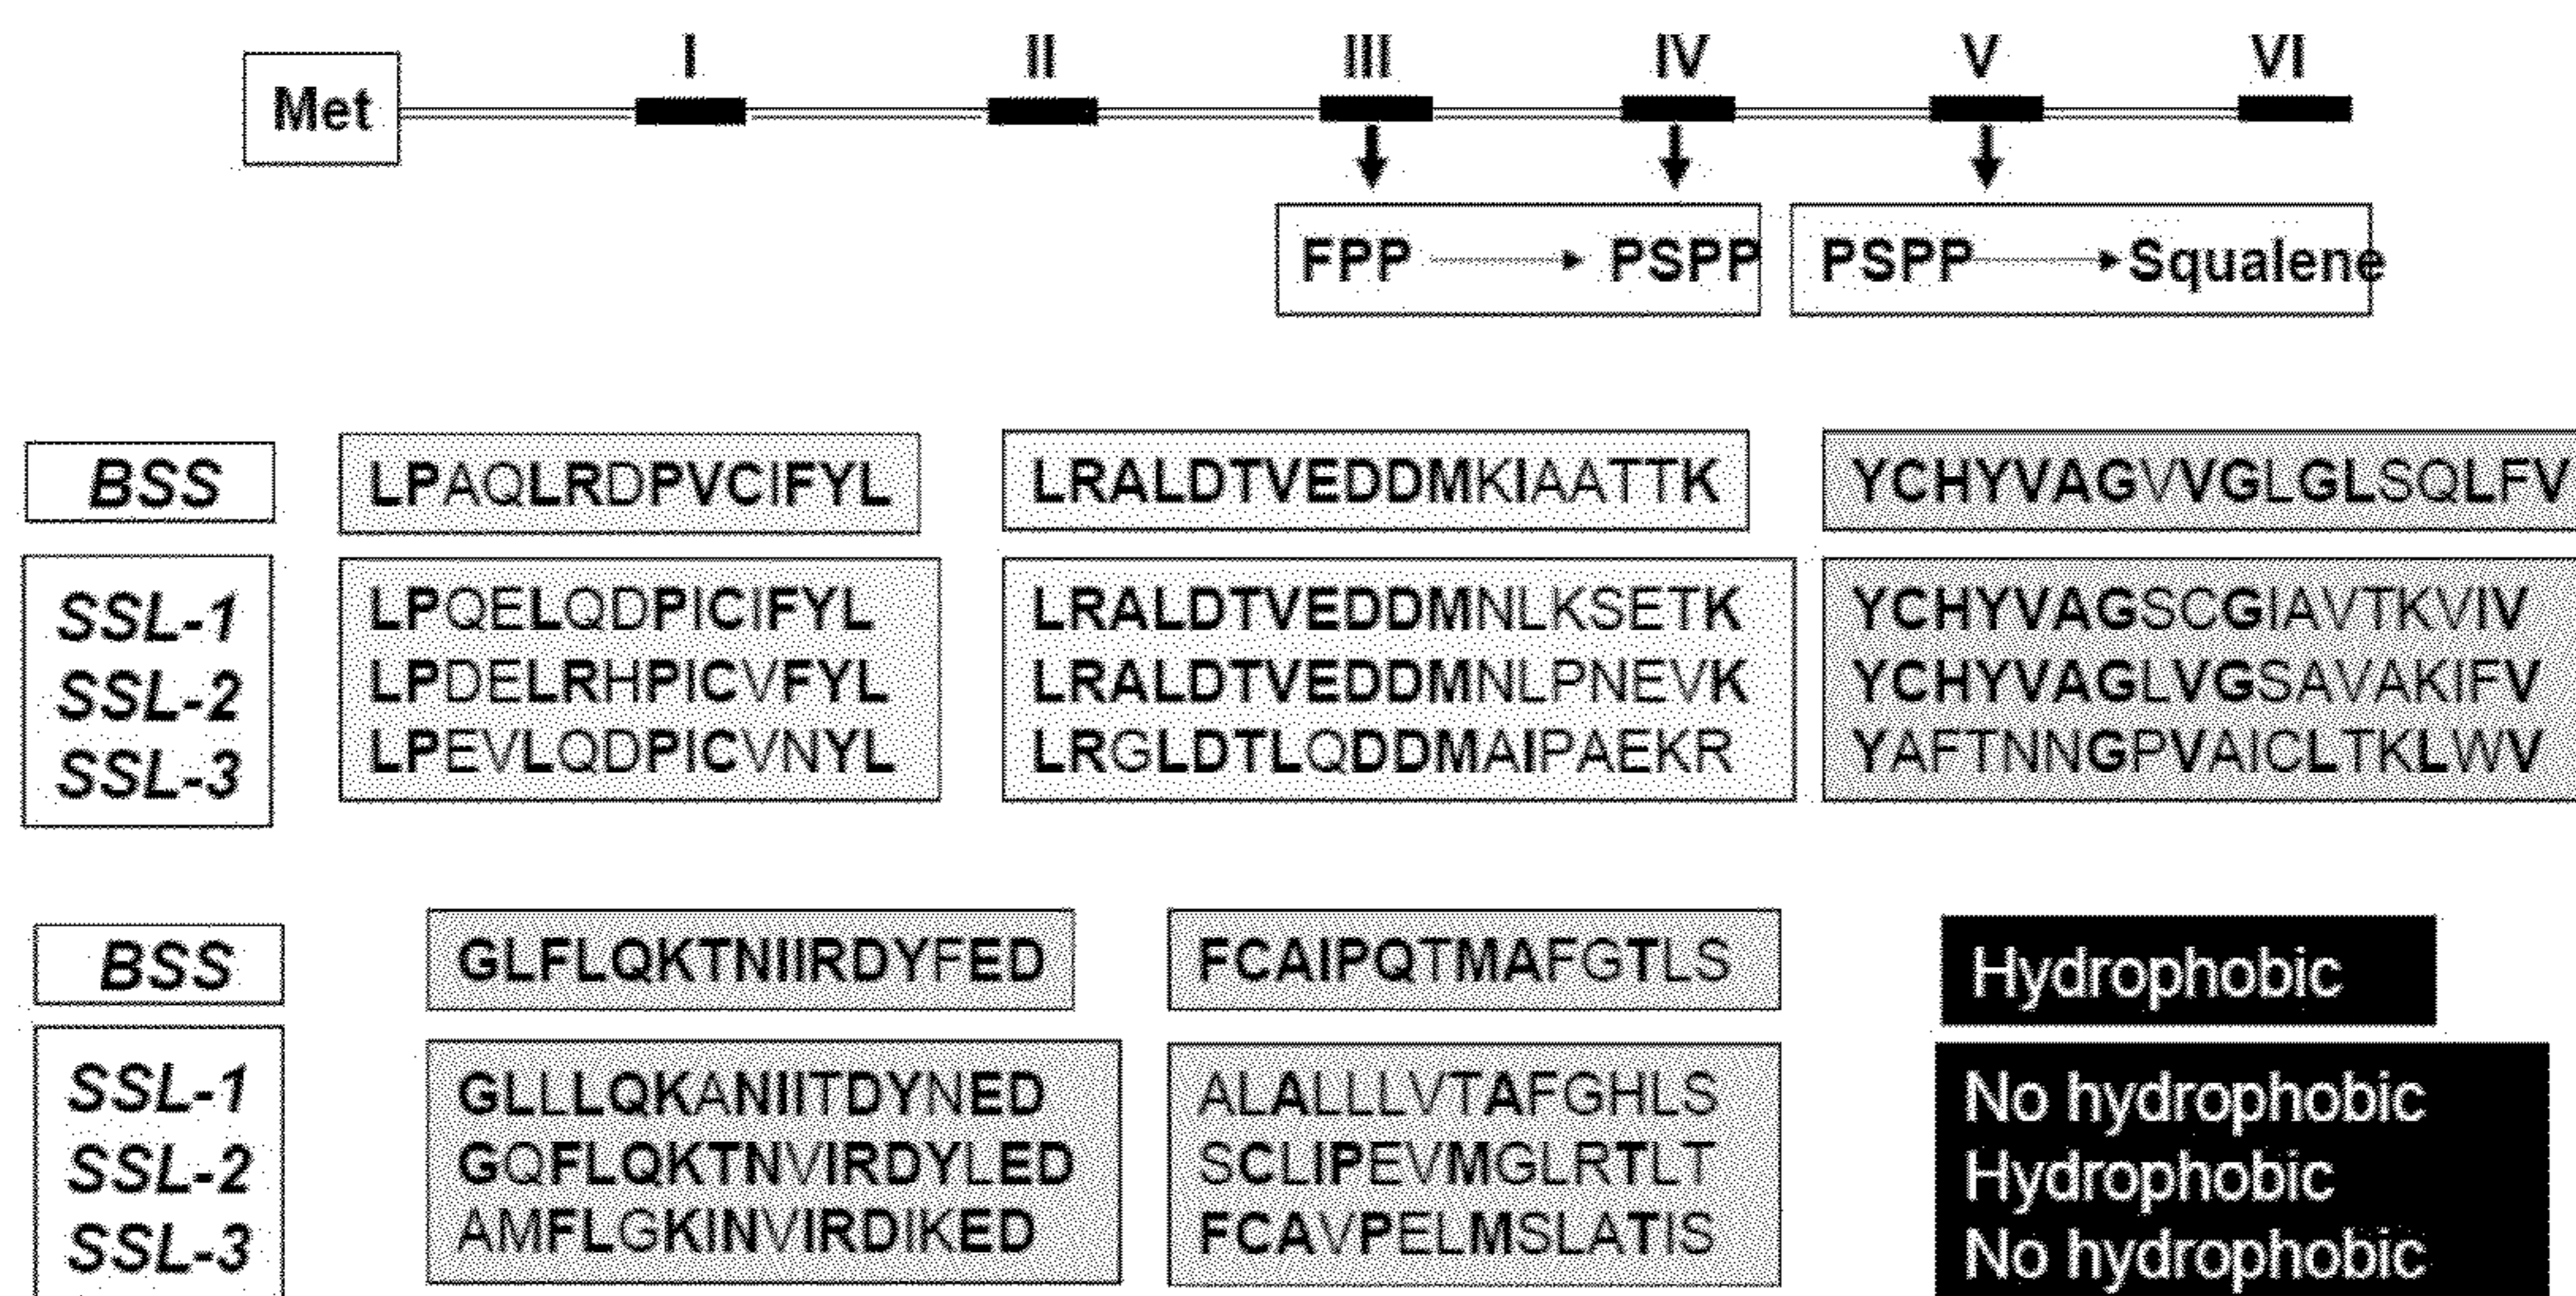 I II III IV V VI
Met
FPP PSPP PSPP Squalene
BSS LPAQLRDPVCIFYL LRALDTVEDDMKIAATTK YCHYVAGVVGLGLSQLFV
SSL-1 LPQELQDPICIFYL LRALDTVEDDMNLKSETK YCHYVAGSCGIAVTKVIV
SSL-2 LPDELRHPICVFYL LRALDTVEDDMNLPNEVK YCHYVAGLVGSAVAKIFV
SSL-3 LPEVLQDPICVNYL LRGLDTLQDDMAIPAEKR YAFTNNGPVAICLTKLWV
BSS GLFLQKTNIIRDYFED FCAIPQTMAFGTLS Hydrophobic
SSL-1 GLLLQKANIITDYNED ALALLLVTAFGHLS No hydrophobic
SSL-2 GQFLQKTNVIRDYLED SCLIPEVMGLRTLT Hydrophobic
SSL-3 AMFLGKINVIRDIKED FCAVPELMSLATIS No hydrophobic